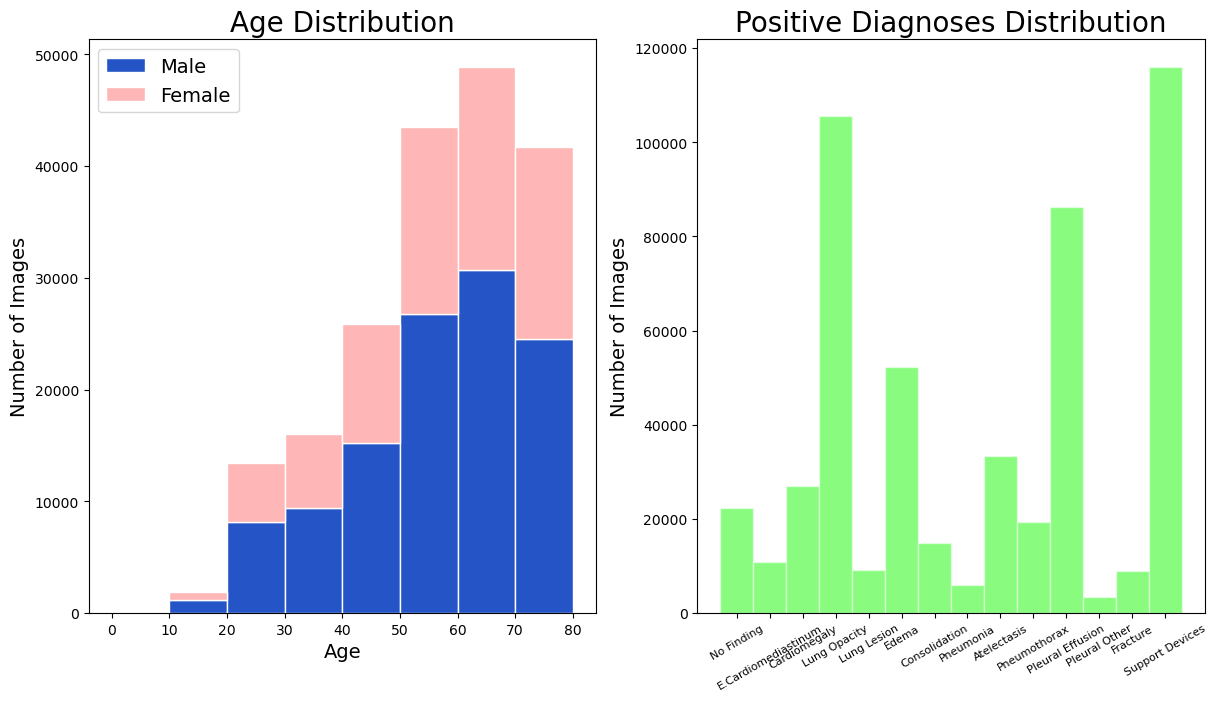 Age Distribution
50000
40000
30000
20000
10000
0
Number of Images
Male
Female
0 10 20 30 40 50 60 70 80
Age
Positive Diagnoses Distribution
120000
100000
80000
60000
40000
20000
0
Number of Images
No Finding
E.Cardiomediastinum
Cardiomegaly
Lung Opacity
Lung Lesion
Edema
Consolidation
Pneumonia
Atelectasis
Pneumothorax
Pleural Effusion
Pleural Other
Fracture
Support Devices